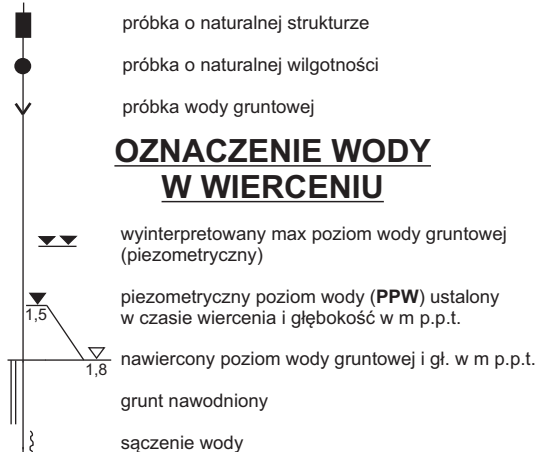 próbka o naturalnej strukturze
próbka o naturalnej wilgotności
próbka wody gruntowej
OZNACZENIE WODY
W WIERCENIU
wyinterpretowany max poziom wody gruntowej
(piezometryczny)
piezometryczny poziom wody (PPW) ustalony
1,5 w czasie wiercenia i głębokość w m p.p.t.
nawiercony poziom wody gruntowej i gł. w m p.p.t.
1,8
grunt nawodniony
sączenie wody